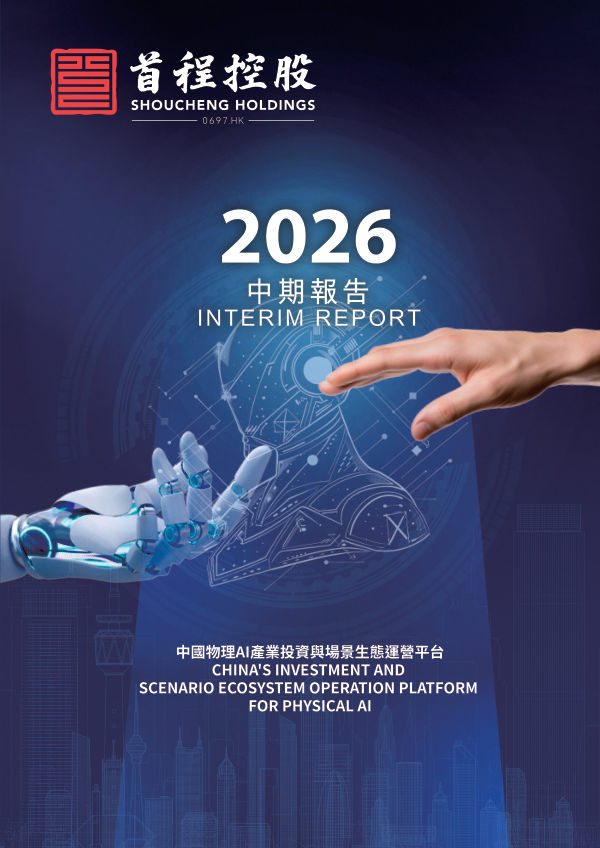 首程控股
SHOUCHENG HOLDINGS
0697.HK
2026
中期報告
INTERIM REPORT
中國物理AI產業投資與場景生態運營平台
CHINA'S INVESTMENT AND
SCENARIO ECOSYSTEM OPERATION PLATFORM
FOR PHYSICAL AI